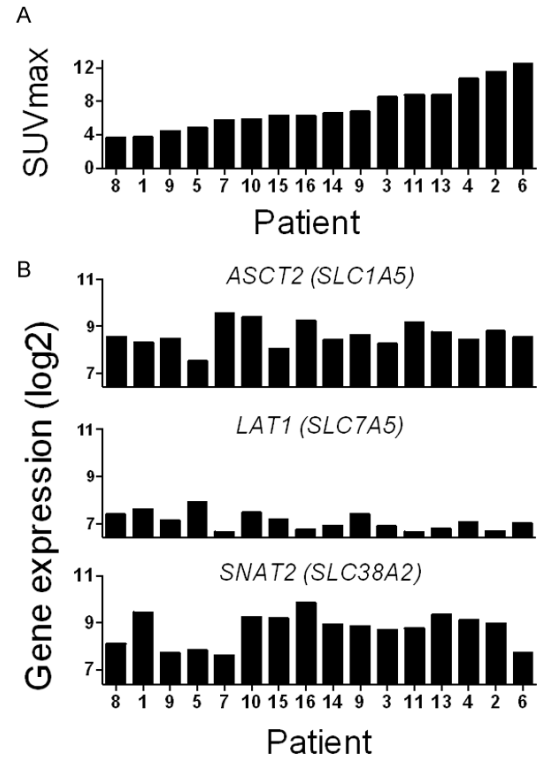 A
SUVmax
12
8
4
0
8 1 9 5 7 10 15 16 14 9 3 11 13 4 2 6
Patient
B
Gene expression (log2)
ASCT2 (SLC1A5)
11
9
7
LAT1 (SLC7A5)
11
9
7
SNAT2 (SLC38A2)
11
9
7
8 1 9 5 7 10 15 16 14 9 3 11 13 4 2 6
Patient